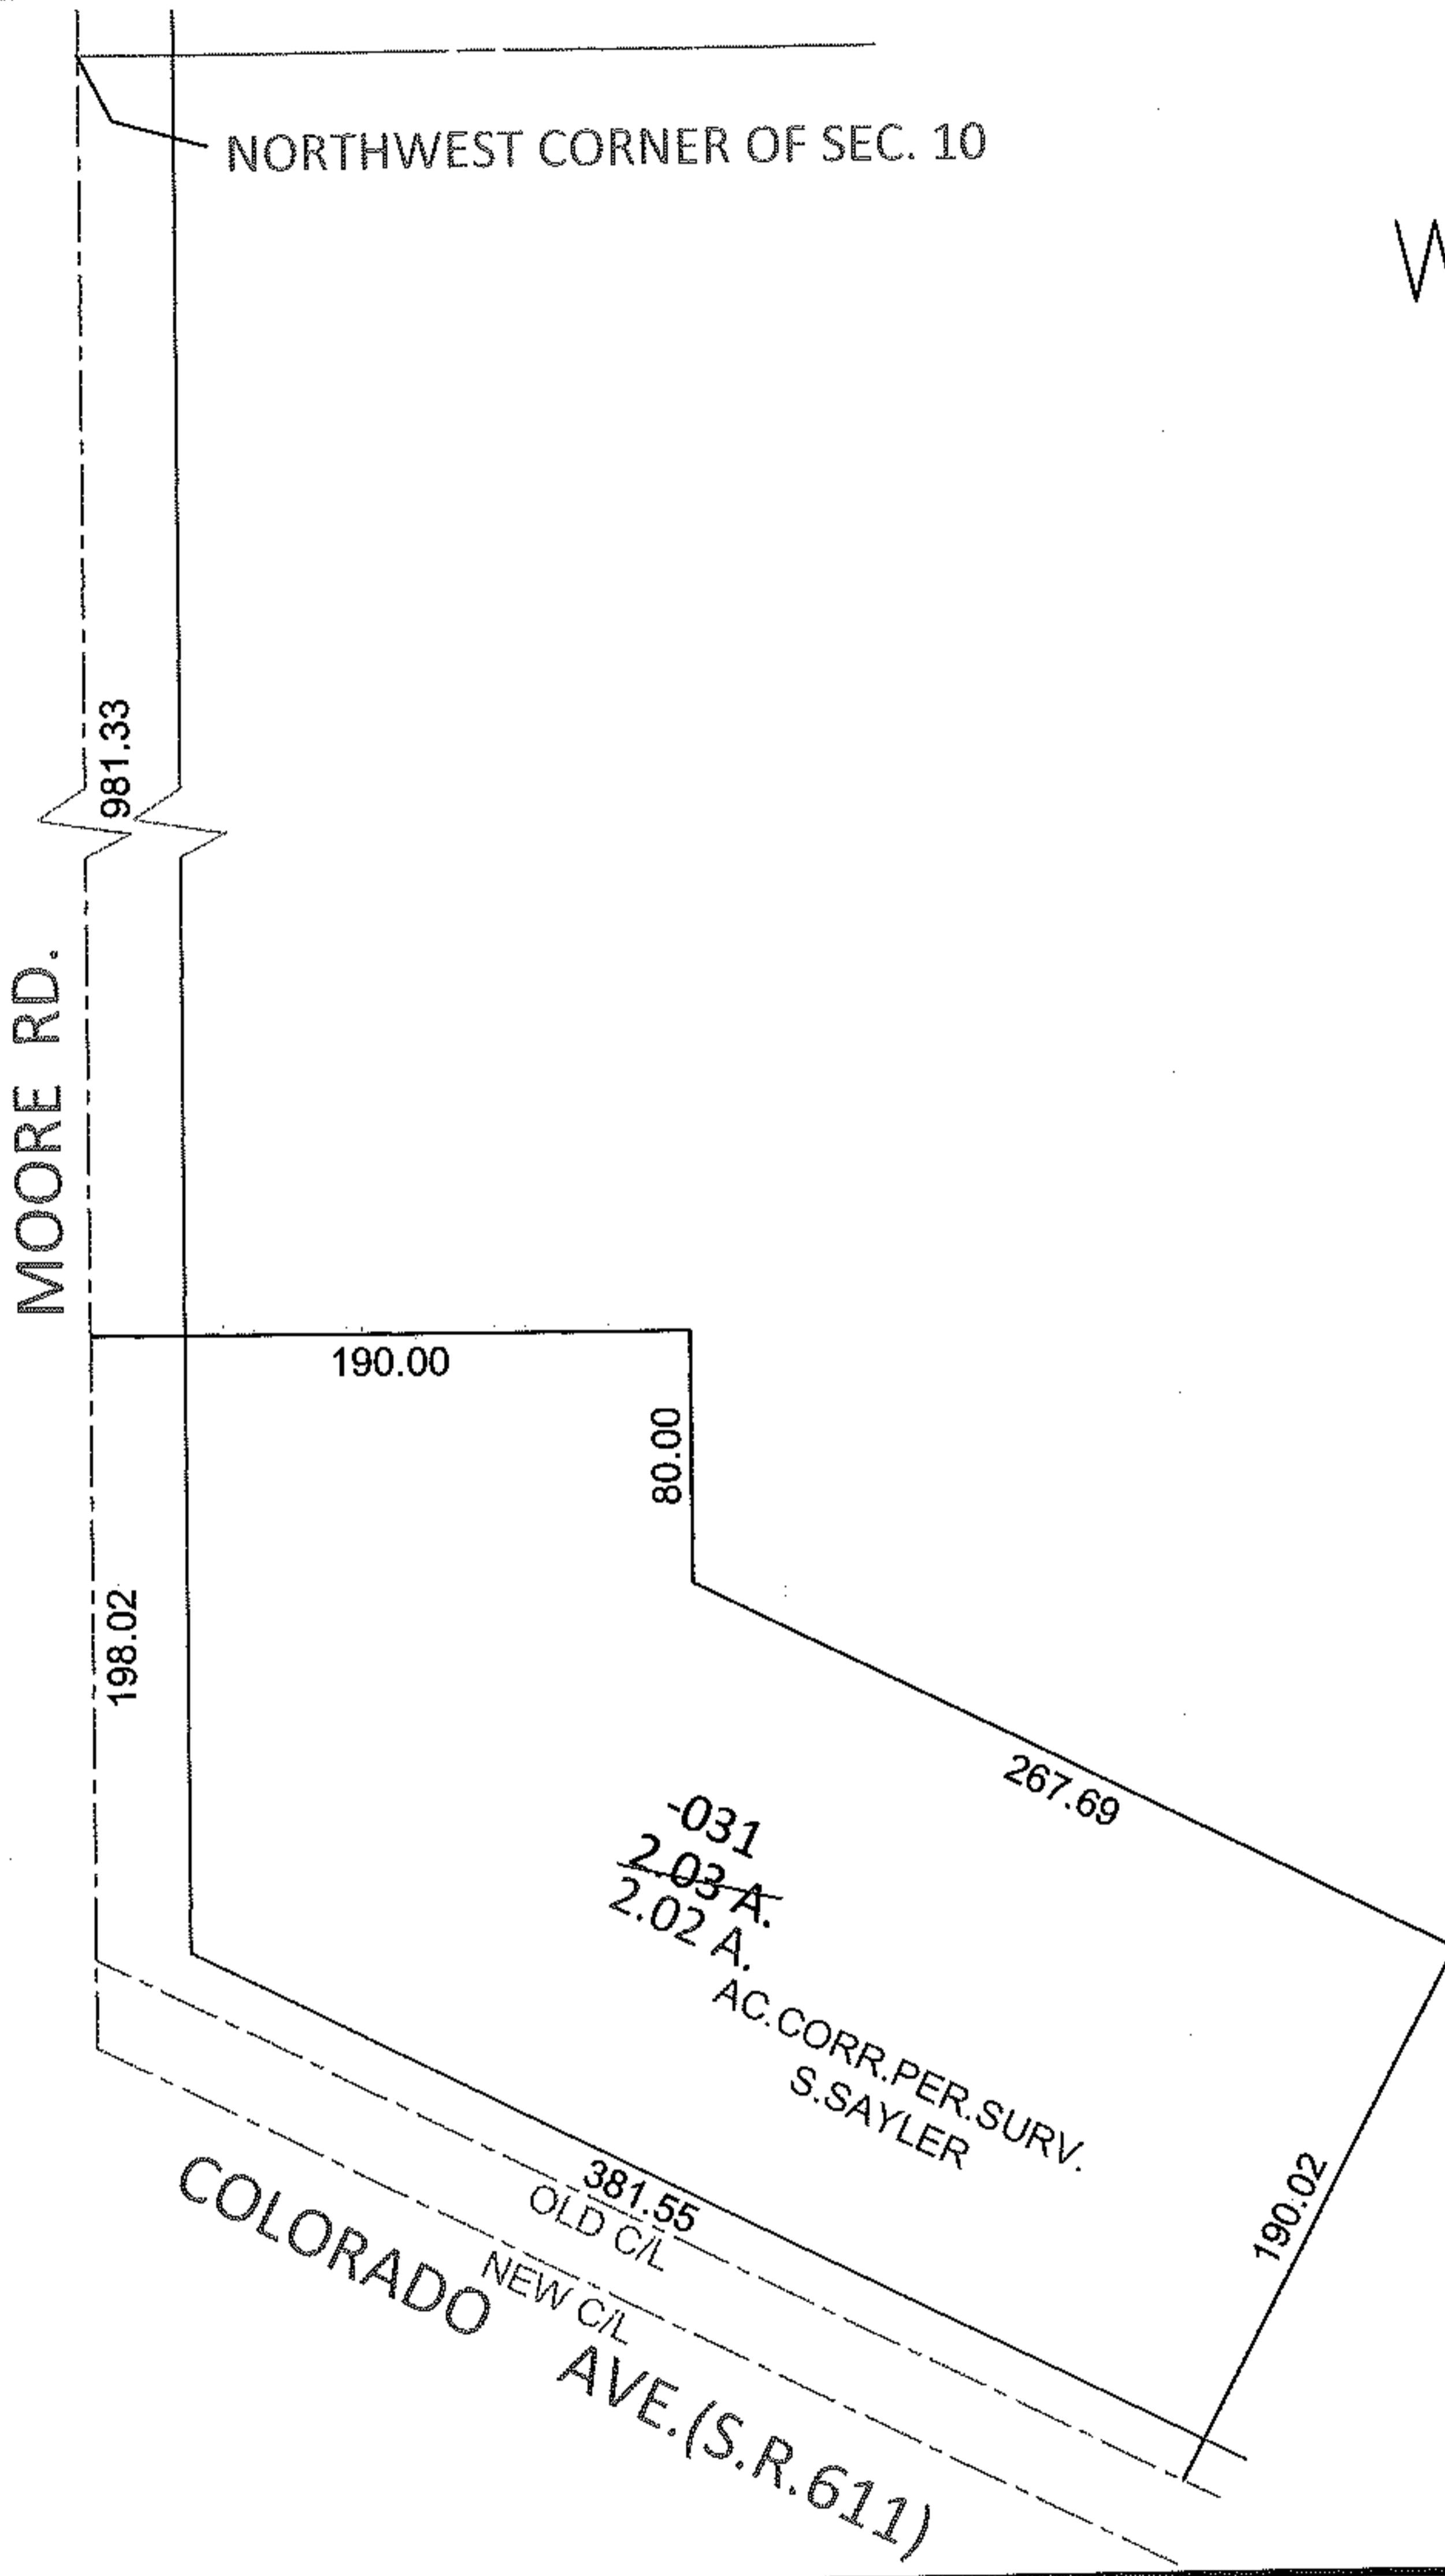 NORTHWEST CORNER OF SEC. 10
W
981.33
MOORE RD.
190.00
80.00
198.02
267.69
-031
2.03 A.
2.02 A.
AC.CORR.PER.SURV.
S.SAYLER
381.55
OLD C/L
NEW C/L
190.02
COLORADO AVE.(S.R.611)